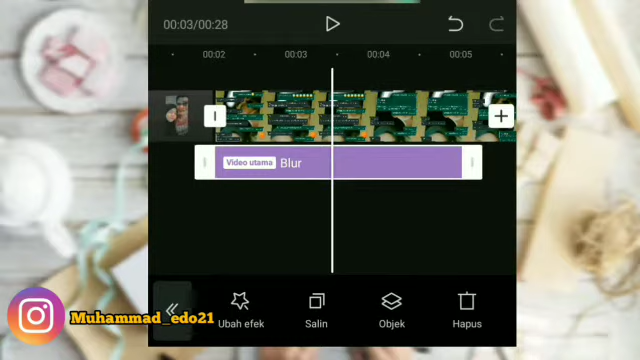 00:03/00:28
00:02 00:03 00:04 00:05
Video utama Blur
Muhammad_edo21
Ubah efek Salin Objek Hapus